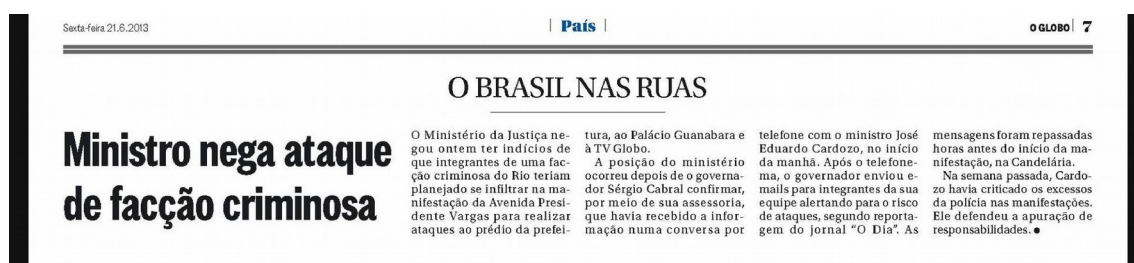 Sexta-feira 21.6.2013
| País |
O GLOBO | 7
O BRASIL NAS RUAS
Ministro nega ataque
de facção criminosa
O Ministério da Justiça ne-
gou ontem ter indícios de
que integrantes de uma fac-
ção criminosa do Rio teriam
planejado se infiltrar na ma-
nifestação da Avenida Presi-
dente Vargas para realizar
ataques ao prédio da prefei-
tura, ao Palácio Guanabara e
à TV Globo.
A posição do ministério
ocorreu depois de o governa-
dor Sérgio Cabral confirmar,
por meio de sua assessoria,
que havia recebido a infor-
mação numa conversa por
telefone com o ministro José
Eduardo Cardozo, no início
da manhã. Após o telefone-
ma, o governador enviou e-
mails para integrantes da sua
equipe alertando para o risco
de ataques, segundo reporta-
gem do jornal “O Dia”. As
mensagens foram repassadas
horas antes do início da ma-
nifestação, na Candelária.
Na semana passada, Cardo-
zo havia criticado os excessos
da polícia nas manifestações.
Ele defendeu a apuração de
responsabilidades. ●